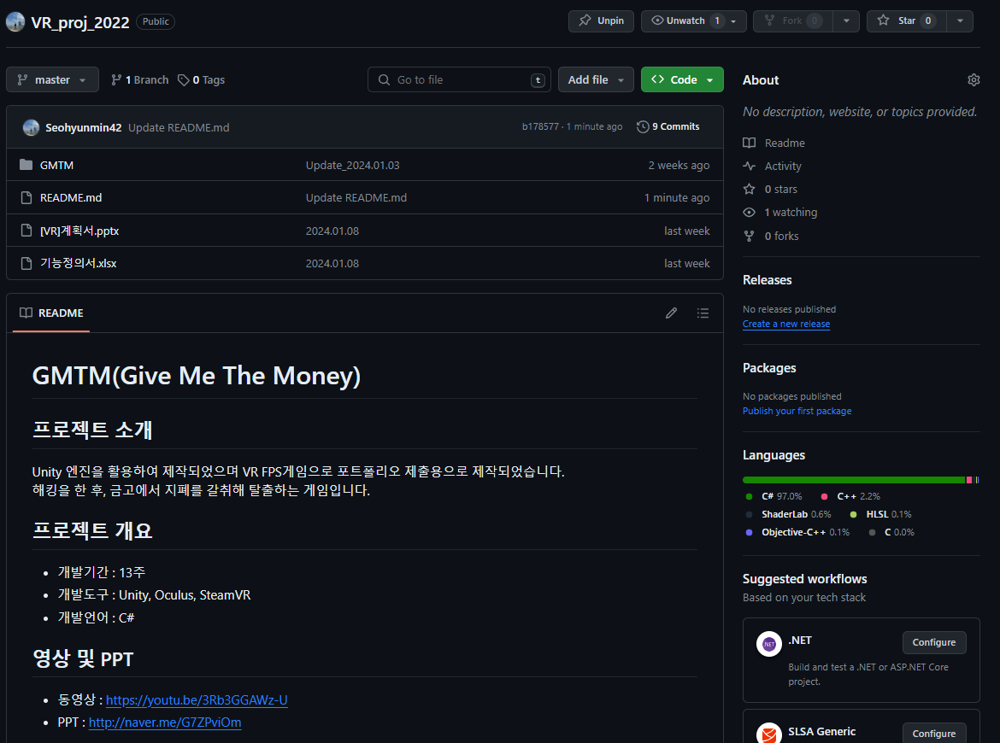 VR_proj_2022 Public Unpin Unwatch 1 Fork 0 Star 0
master 1 Branch 0 Tags Go to file t Add file Code
Seohyunmin42 Update README.md b178577 · 1 minute ago 9 Commits
GMTM Update_2024.01.03 2 weeks ago
README.md Update README.md 1 minute ago
[VR]계획서.pptx 2024.01.08 last week
기능정의서.xlsx 2024.01.08 last week
README
GMTM(Give Me The Money)
프로젝트 소개
Unity 엔진을 활용하여 제작되었으며 VR FPS게임으로 포트폴리오 제출용으로 제작되었습니다.
해킹을 한 후, 금고에서 지폐를 갈취해 탈출하는 게임입니다.
프로젝트 개요
개발기간 : 13주
개발도구 : Unity, Oculus, SteamVR
개발언어 : C#
영상 및 PPT
동영상 : https://youtu.be/3Rb3GGAWz-U
PPT : http://naver.me/G7ZPviOm
About
No description, website, or topics provided.
Readme
Activity
0 stars
1 watching
0 forks
Releases
No releases published
Create a new release
Packages
No packages published
Publish your first package
Languages
C# 97.0% C++ 2.2%
ShaderLab 0.6% HLSL 0.1%
Objective-C++ 0.1% C 0.0%
Suggested workflows
Based on your tech stack
.NET
.NET Configure
Build and test a .NET or ASP.NET Core
project.
SLSA Generic Configure